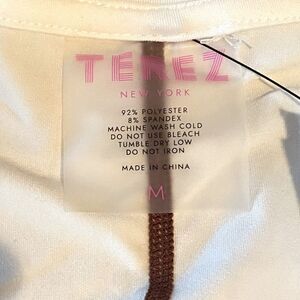 TEREZ
NEW YORK
92% POLYESTER
8% SPANDEX
MACHINE WASH COLD
DO NOT USE BLEACH
TUMBLE DRY LOW
DO NOT IRON
MADE IN CHINA
M